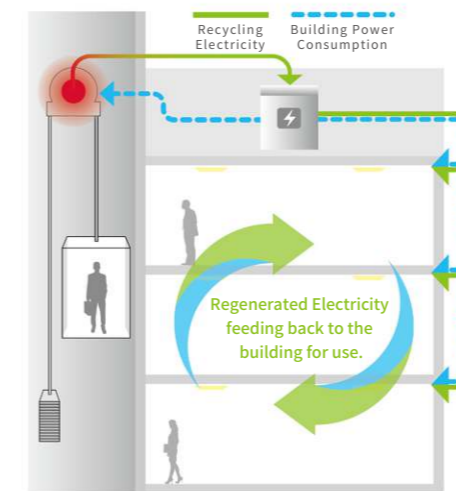 Recycling
Electricity
Building Power
Consumption
Regenerated Electricity
feeding back to the
building for use.